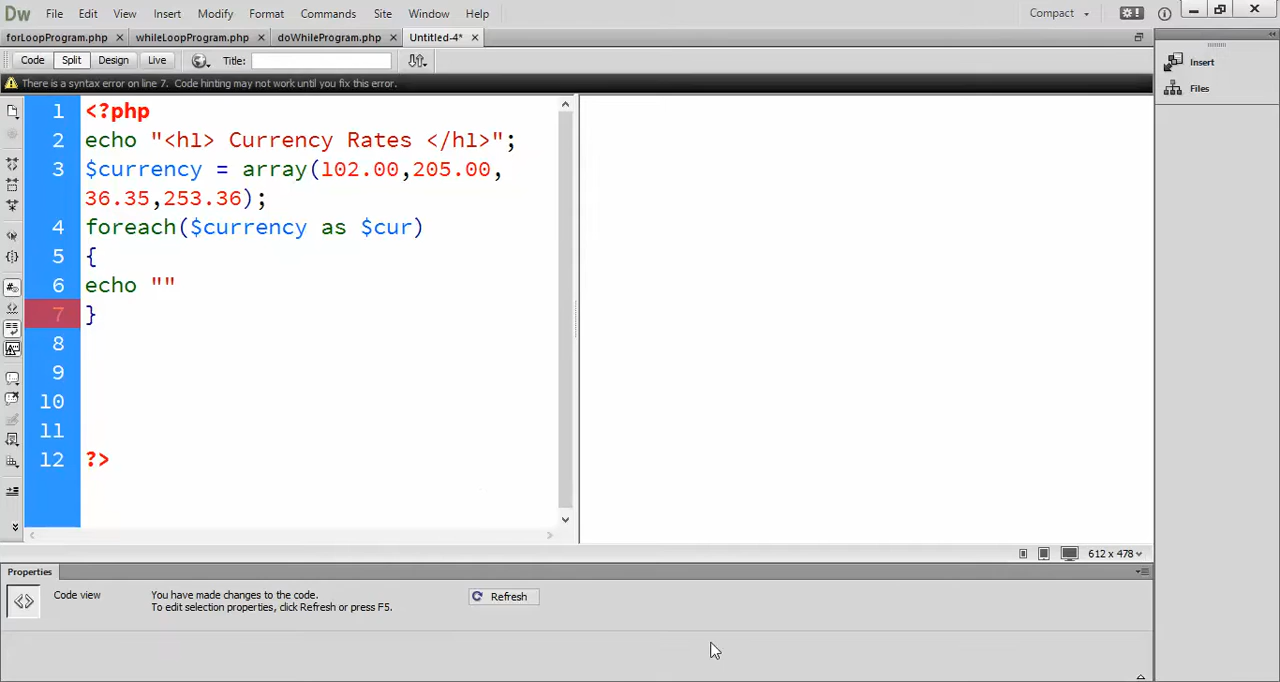 Dw File Edit View Insert Modify Format Commands Site Window Help Compact
forLoopProgram.php × whileLoopProgram.php × doWhileProgram.php × Untitled-4* ×
Code Split Design Live Title:
There is a syntax error on line 7. Code hinting may not work until you fix this error.
Insert
Files
1 <?php
2 echo "<h1> Currency Rates </h1>";
3 $currency = array(102.00,205.00,
36.35,253.36);
4 foreach($currency as $cur)
5 {
6 echo ""
7 }
8
9
10
11
12 ?>
612 x 478
Properties
Code view You have made changes to the code. Refresh
To edit selection properties, click Refresh or press F5.